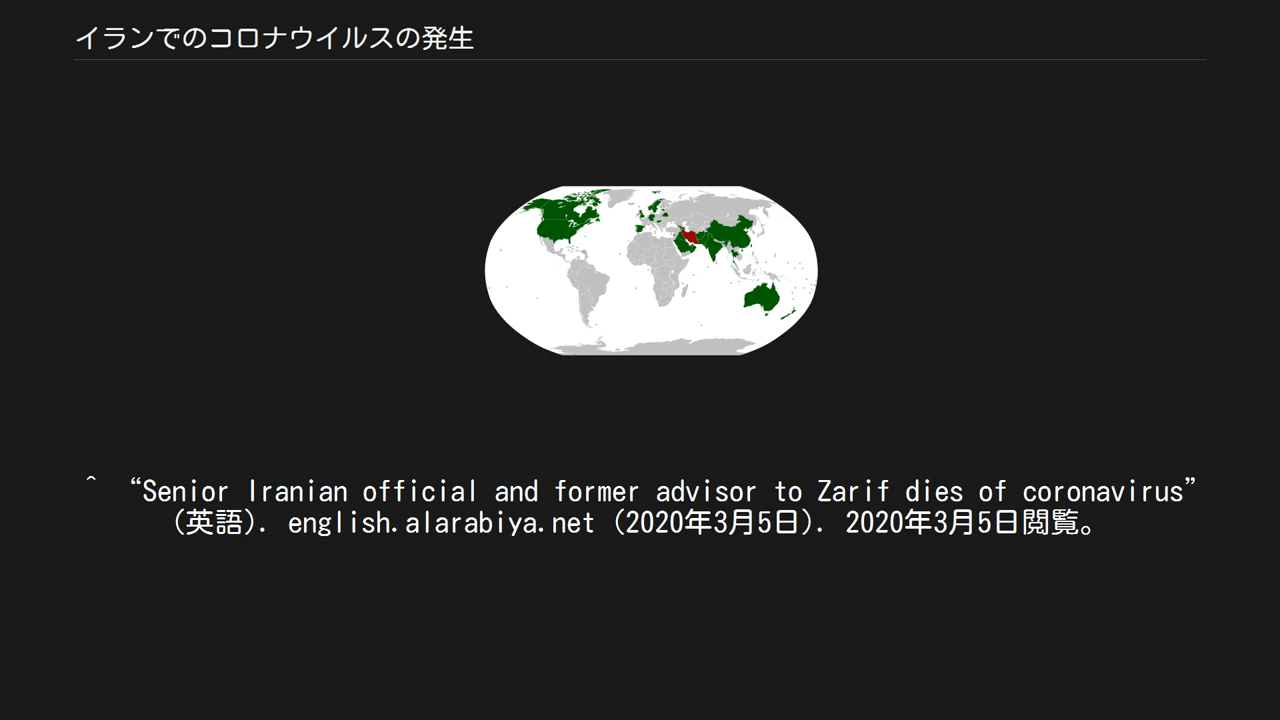 イランでのコロナウイルスの発生
^ “Senior Iranian official and former advisor to Zarif dies of coronavirus”
(英語). english.alarabiya.net (2020年3月5日). 2020年3月5日閲覧。